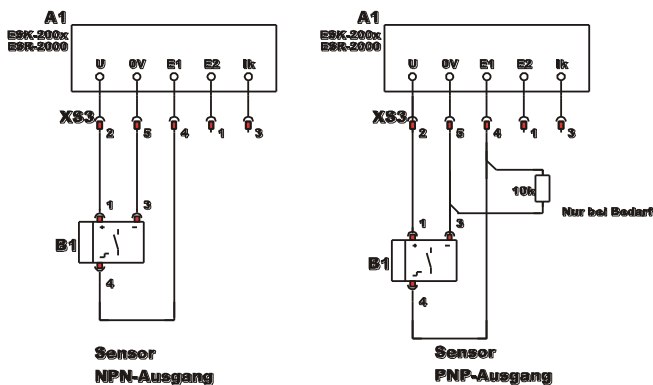 A1
ESK-200x
ESR-2000
U 0V E1 E2 Ik
XS3
2 5 4 1 3
1 3
B1
+ -
4
Sensor
NPN-Ausgang
A1
ESK-200x
ESR-2000
U 0V E1 E2 Ik
XS3
2 5 4 1 3
10k
Nur bei Bedarf
1 3
B1
+ -
4
Sensor
PNP-Ausgang